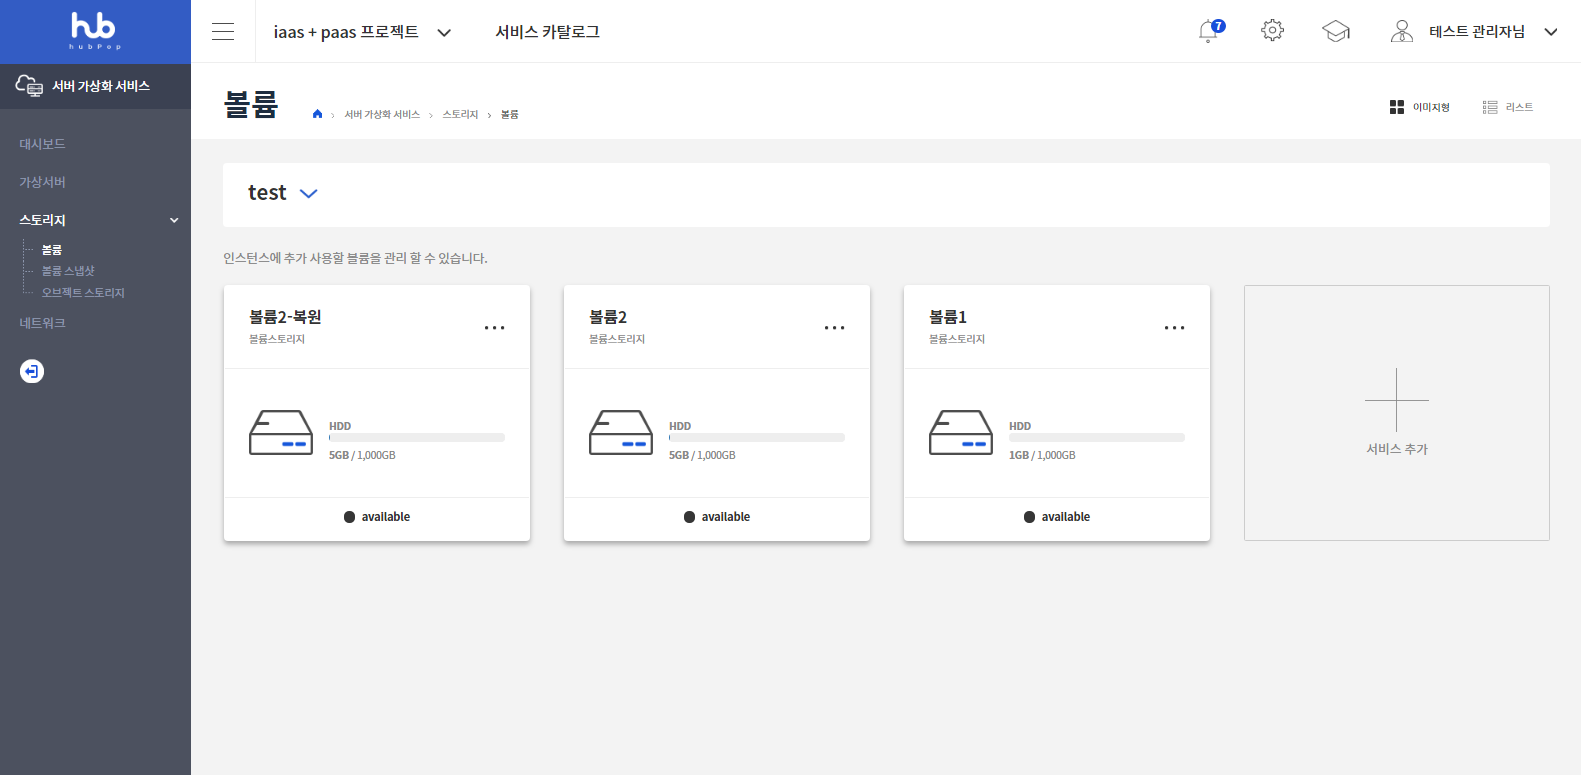 hub
hubPop
iaas + paas 프로젝트
서비스 카탈로그
7
테스트 관리자님
서버 가상화 서비스
대시보드
가상서버
스토리지
볼륨
볼륨 스냅샷
오브젝트 스토리지
네트워크
볼륨
서버 가상화 서비스 > 스토리지 > 볼륨
이미지형
리스트
test
인스턴스에 추가 사용할 볼륨을 관리 할 수 있습니다.
볼륨2-복원
볼륨스토리지
HDD
5GB / 1,000GB
available
볼륨2
볼륨스토리지
HDD
5GB / 1,000GB
available
볼륨1
볼륨스토리지
HDD
1GB / 1,000GB
available
서비스 추가